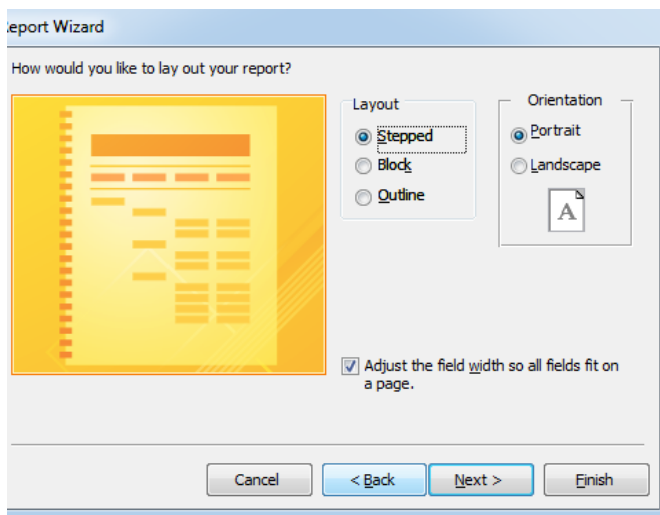 eport Wizard
How would you like to lay out your report?
Layout
Stepped
Block
Outline
Orientation
Portrait
Landscape
A
Adjust the field width so all fields fit on
a page.
Cancel
< Back
Next >
Finish